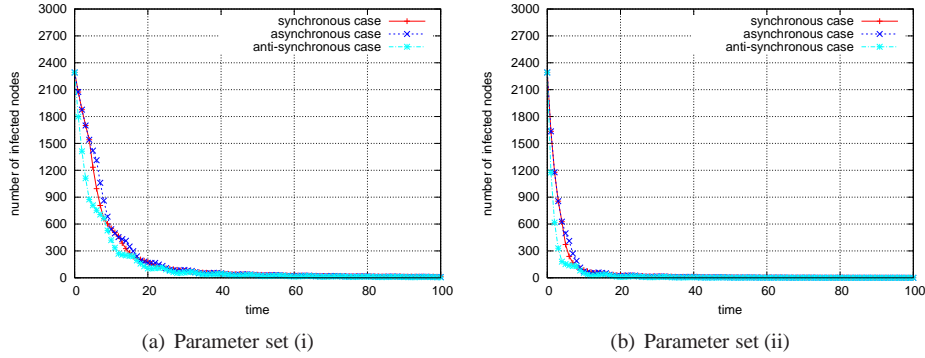 3000
2700
2400
2100
1800
1500
1200
900
600
300
0
number of infected nodes
synchronous case
asynchronous case
anti-synchronous case
0 20 40 60 80 100
time
(a) Parameter set (i)
3000
2700
2400
2100
1800
1500
1200
900
600
300
0
number of infected nodes
synchronous case
asynchronous case
anti-synchronous case
0 20 40 60 80 100
time
(b) Parameter set (ii)